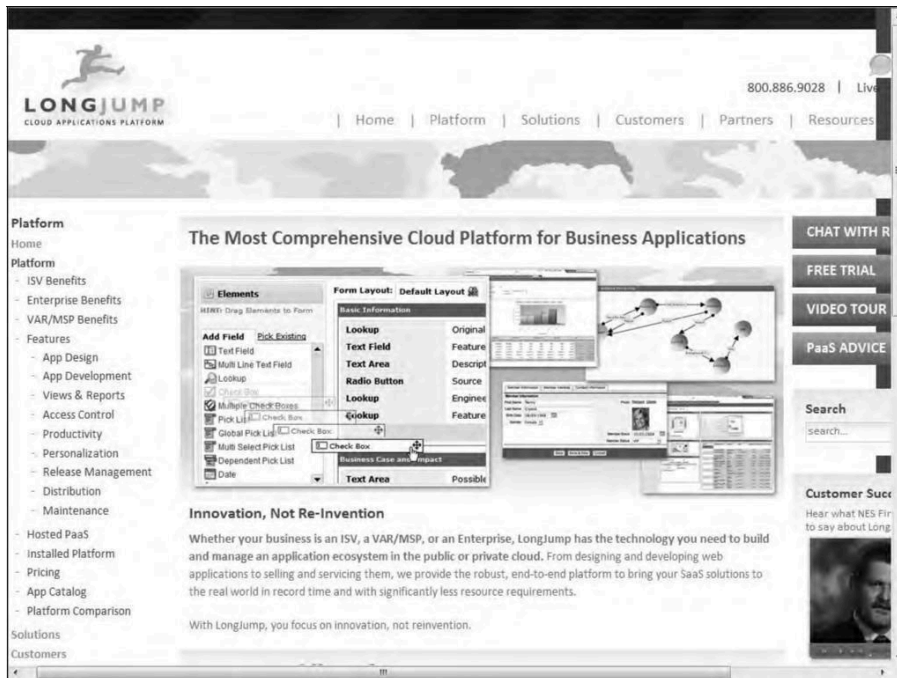 800.886.9028 | Live
LONGJUMP
CLOUD APPLICATIONS PLATFORM
| Home | Platform | Solutions | Customers | Partners | Resources
Platform
Home
Platform
- ISV Benefits
- Enterprise Benefits
- VAR/MSP Benefits
- Features
- App Design
- App Development
- Views & Reports
- Access Control
- Productivity
- Personalization
- Release Management
- Distribution
- Maintenance
- Hosted PaaS
- Installed Platform
- Pricing
- App Catalog
- Platform Comparison
Solutions
Customers
The Most Comprehensive Cloud Platform for Business Applications
Elements
HINT: Drag Elements to Form
Add Field Pick Existing
Text Field
Multi Line Text Field
Lookup
Check Box
Multiple Check Boxes
Pick List
Global Pick List
Multi Select Pick List
Dependent Pick List
Date
Check Box
Check Box
Check Box
Form Layout: Default Layout
Basic Information
Lookup Original
Text Field Feature
Text Area Descript
Radio Button Source
Lookup Enginee
Lookup Feature
Business Case and Impact
Text Area Possible
Innovation, Not Re-Invention
Whether your business is an ISV, a VAR/MSP, or an Enterprise, LongJump has the technology you need to build
and manage an application ecosystem in the public or private cloud. From designing and developing web
applications to selling and servicing them, we provide the robust, end-to-end platform to bring your SaaS solutions to
the real world in record time and with significantly less resource requirements.
With LongJump, you focus on innovation, not reinvention.
CHAT WITH R
FREE TRIAL
VIDEO TOUR
PaaS ADVICE
Search
search...
Customer Succ
Hear what NES Fin
to say about Long